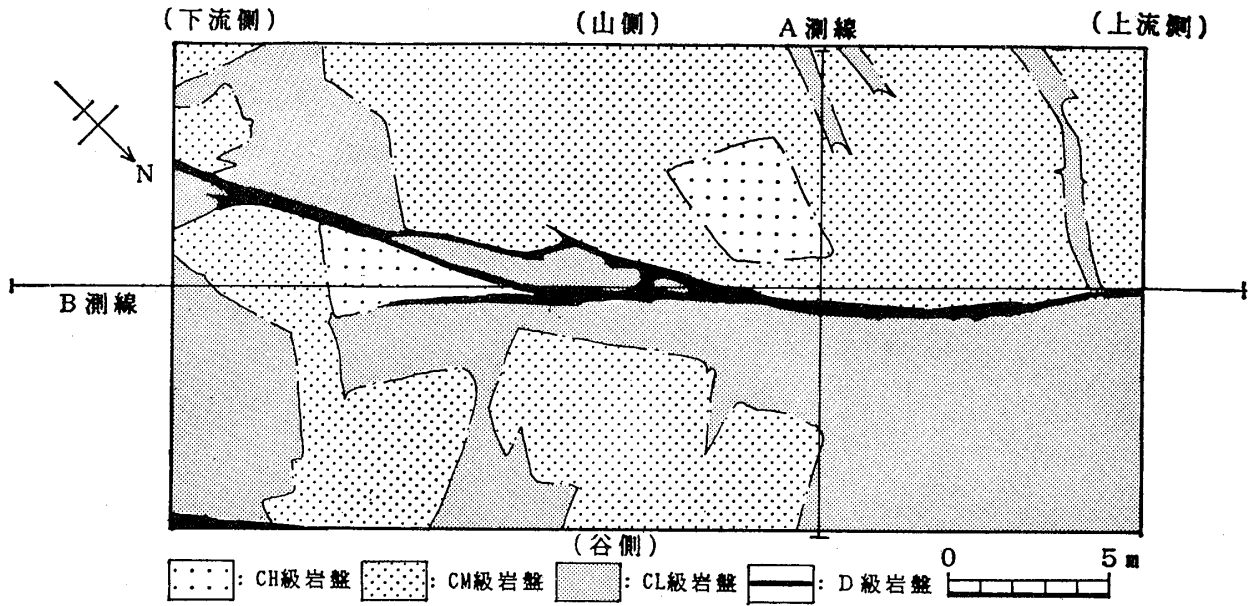 (下流側) (山側) A測線 (上流側)
N
B測線
(谷側)
0 5 m
: CH級岩盤 : CM級岩盤 : CL級岩盤 : D級岩盤